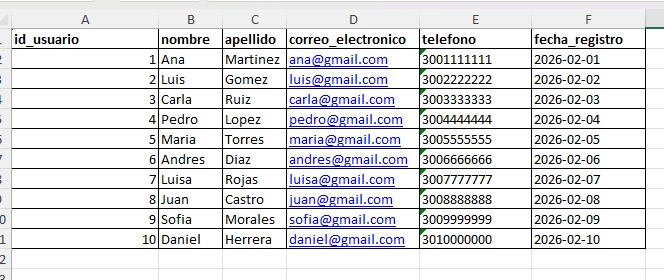 A B C D E F
id_usuario nombre apellido correo_electronico telefono fecha_registro
1 Ana Martinez ana@gmail.com 3001111111 2026-02-01
2 Luis Gomez luis@gmail.com 3002222222 2026-02-02
3 Carla Ruiz carla@gmail.com 3003333333 2026-02-03
4 Pedro Lopez pedro@gmail.com 3004444444 2026-02-04
5 Maria Torres maria@gmail.com 3005555555 2026-02-05
6 Andres Diaz andres@gmail.com 3006666666 2026-02-06
7 Luisa Rojas luisa@gmail.com 3007777777 2026-02-07
8 Juan Castro juan@gmail.com 3008888888 2026-02-08
9 Sofia Morales sofia@gmail.com 3009999999 2026-02-09
10 Daniel Herrera daniel@gmail.com 3010000000 2026-02-10